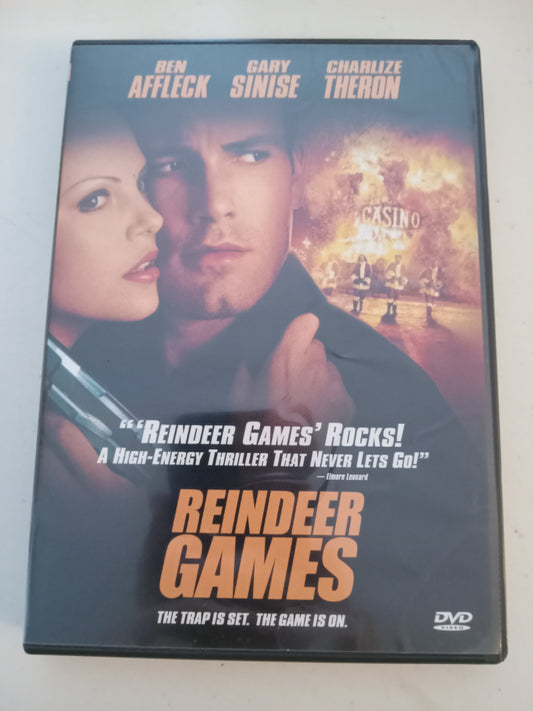 BEN AFFLECK
GARY SINISE
CHARLIZE THERON
CASINO
"'REINDEER GAMES' ROCKS!
A HIGH-ENERGY THRILLER THAT NEVER LETS GO!"
— Elmore Leonard
REINDEER
GAMES
THE TRAP IS SET. THE GAME IS ON.
DVD
VIDEO